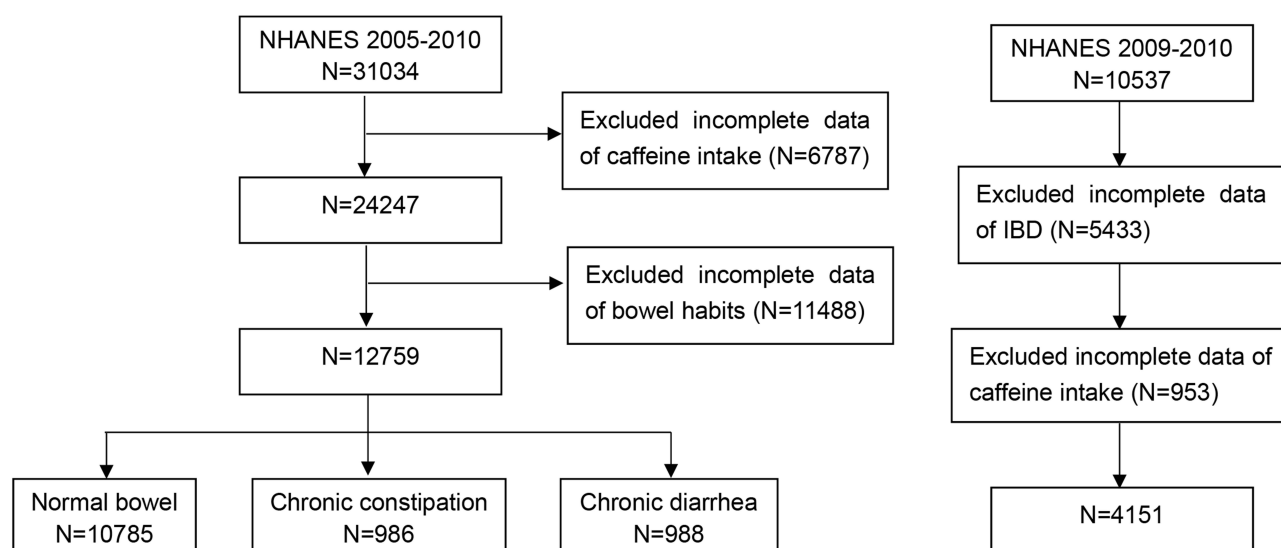 NHANES 2005-2010
N=31034
Excluded incomplete data
of caffeine intake (N=6787)
N=24247
Excluded incomplete data
of bowel habits (N=11488)
N=12759
Normal bowel
N=10785
Chronic constipation
N=986
Chronic diarrhea
N=988
NHANES 2009-2010
N=10537
Excluded incomplete data
of IBD (N=5433)
Excluded incomplete data of
caffeine intake (N=953)
N=4151